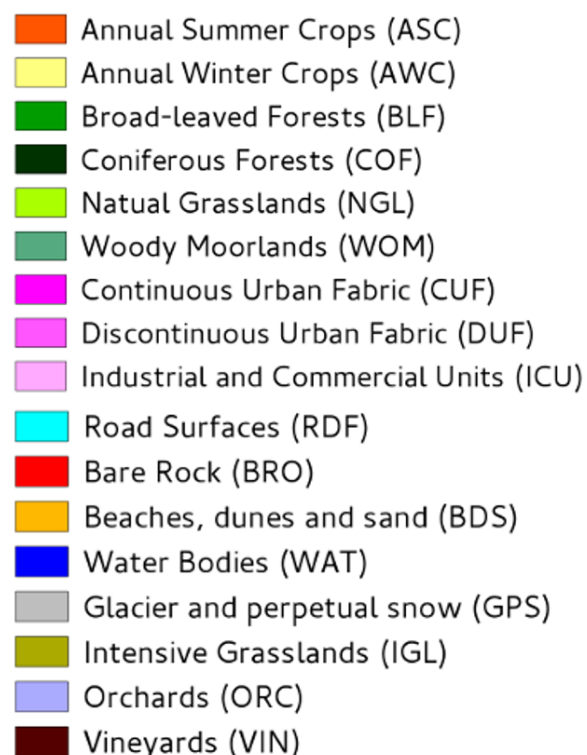 Annual Summer Crops (ASC)
Annual Winter Crops (AWC)
Broad-leaved Forests (BLF)
Coniferous Forests (COF)
Natual Grasslands (NGL)
Woody Moorlands (WOM)
Continuous Urban Fabric (CUF)
Discontinuous Urban Fabric (DUF)
Industrial and Commercial Units (ICU)
Road Surfaces (RDF)
Bare Rock (BRO)
Beaches, dunes and sand (BDS)
Water Bodies (WAT)
Glacier and perpetual snow (GPS)
Intensive Grasslands (IGL)
Orchards (ORC)
Vineyards (VIN)